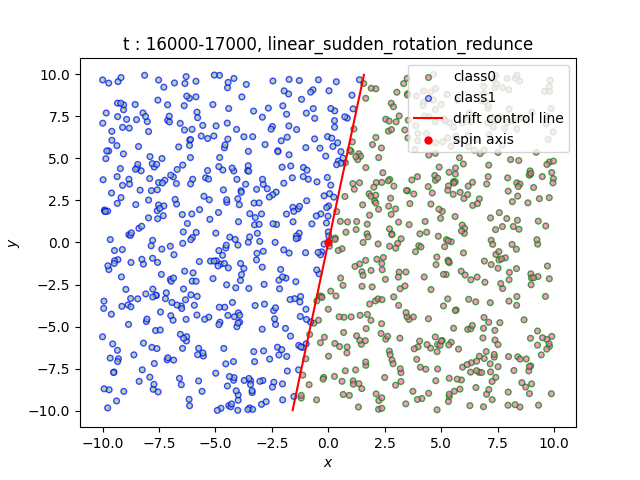 t : 16000-17000, linear_sudden_rotation_redunce
class0
class1
drift control line
spin axis
y
10.0
7.5
5.0
2.5
0.0
−2.5
−5.0
−7.5
−10.0
−10.0 −7.5 −5.0 −2.5 0.0 2.5 5.0 7.5 10.0
x